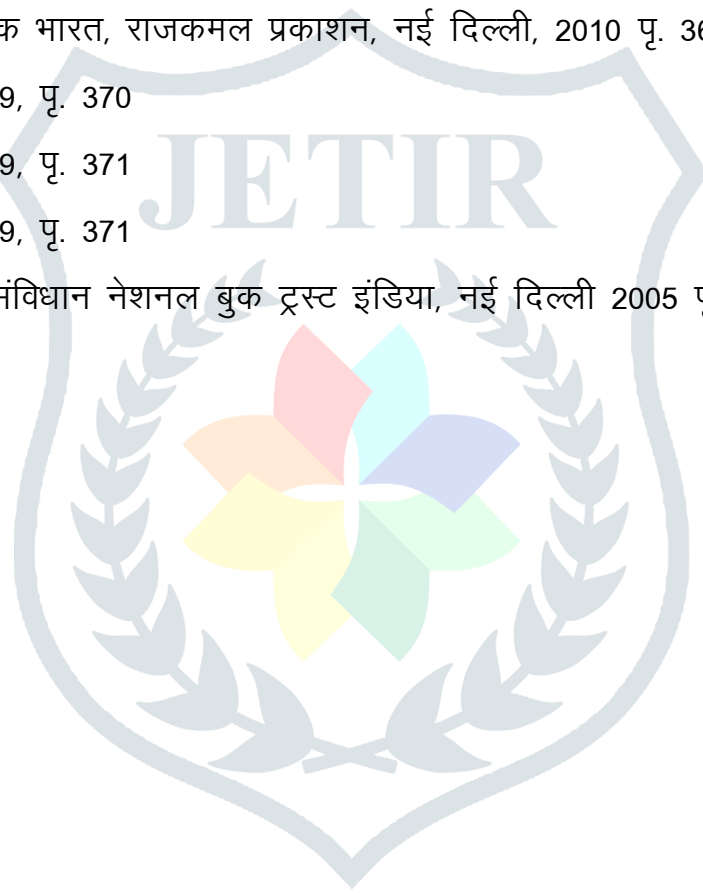 क भारत, राजकमल प्रकाशन, नई दिल्ली, 2010 पृ. 36
9, पृ. 370
JETIR
9, पृ. 371
9, पृ. 371
संविधान नेशनल बुक ट्रस्ट इंडिया, नई दिल्ली 2005